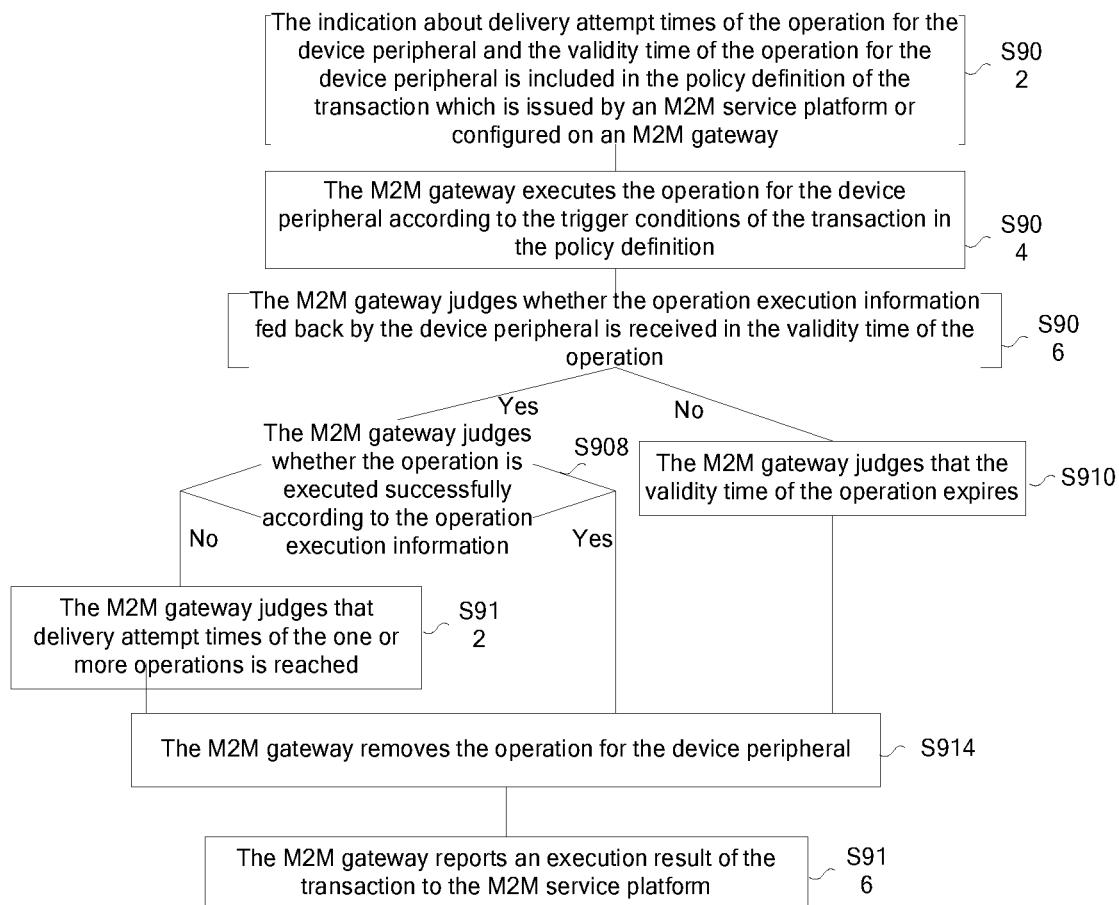 The indication about delivery attempt times of the operation for the
device peripheral and the validity time of the operation for the
device peripheral is included in the policy definition of the
transaction which is issued by an M2M service platform or
configured on an M2M gateway
S90
2
The M2M gateway executes the operation for the device
peripheral according to the trigger conditions of the transaction in
the policy definition
S90
4
The M2M gateway judges whether the operation execution information
fed back by the device peripheral is received in the validity time of the
operation
S90
6
Yes
No
The M2M gateway judges
whether the operation is
executed successfully
according to the operation
execution information
S908
The M2M gateway judges that the
validity time of the operation expires
S910
No
Yes
The M2M gateway judges that
delivery attempt times of the one or
more operations is reached
S91
2
The M2M gateway removes the operation for the device peripheral
S914
The M2M gateway reports an execution result of the
transaction to the M2M service platform
S91
6